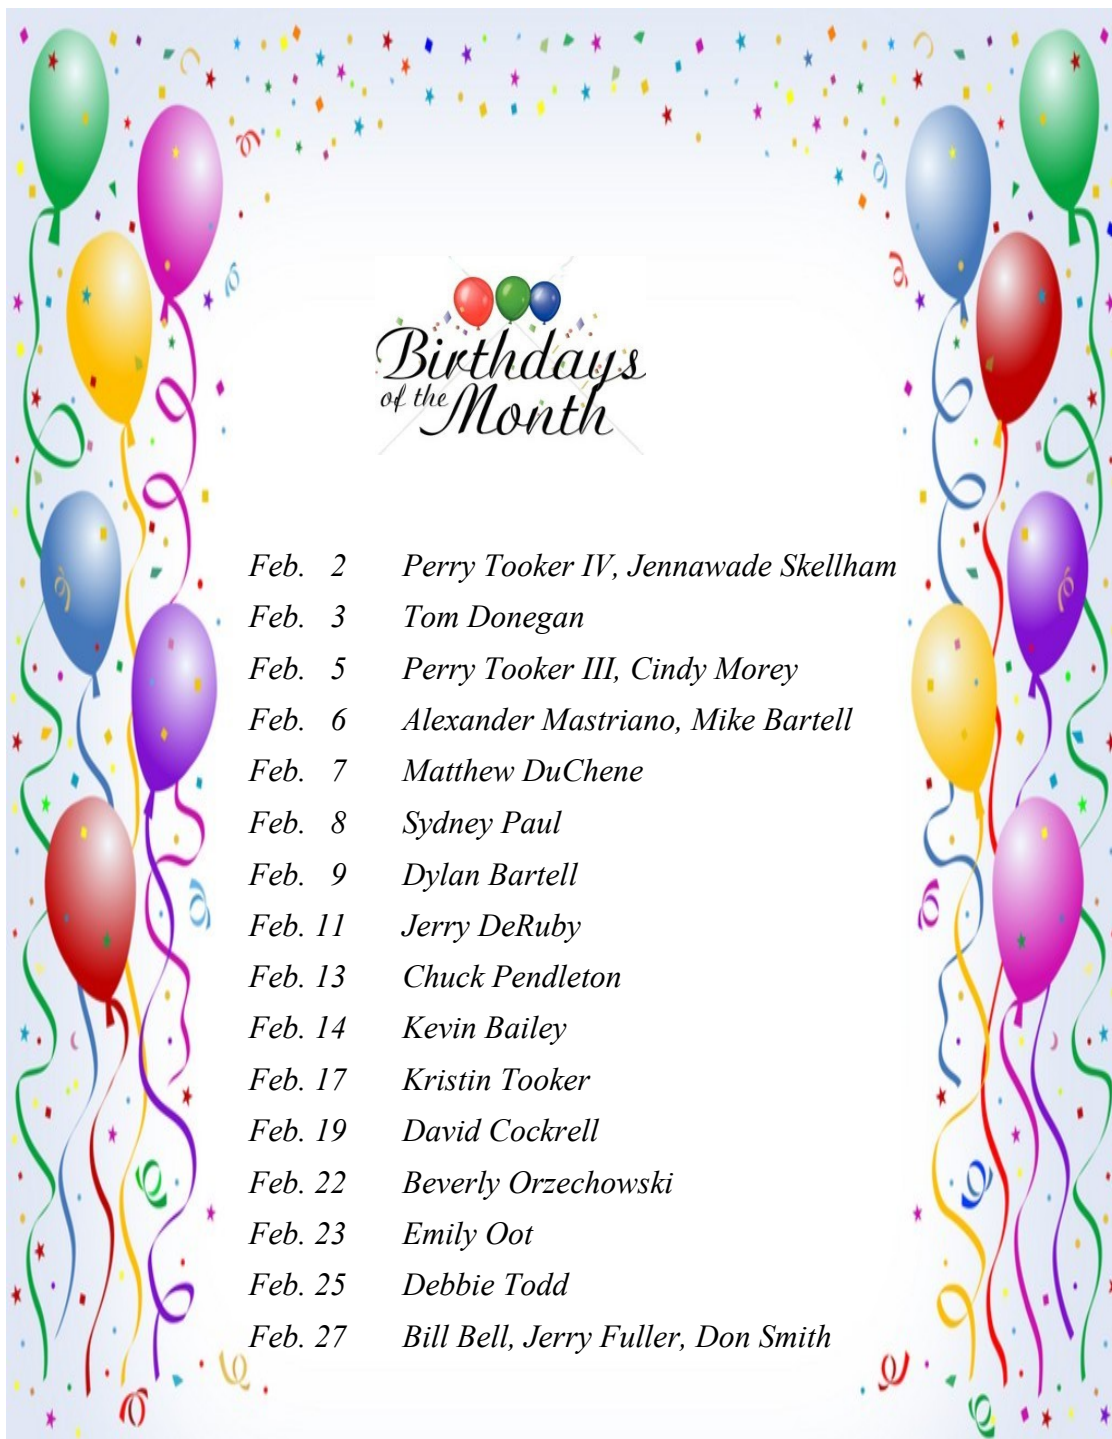 Birthdays
of the Month
Feb. 2 Perry Tooker IV, Jennawade Skellham
Feb. 3 Tom Donegan
Feb. 5 Perry Tooker III, Cindy Morey
Feb. 6 Alexander Mastriano, Mike Bartell
Feb. 7 Matthew DuChene
Feb. 8 Sydney Paul
Feb. 9 Dylan Bartell
Feb. 11 Jerry DeRuby
Feb. 13 Chuck Pendleton
Feb. 14 Kevin Bailey
Feb. 17 Kristin Tooker
Feb. 19 David Cockrell
Feb. 22 Beverly Orzechowski
Feb. 23 Emily Oot
Feb. 25 Debbie Todd
Feb. 27 Bill Bell, Jerry Fuller, Don Smith